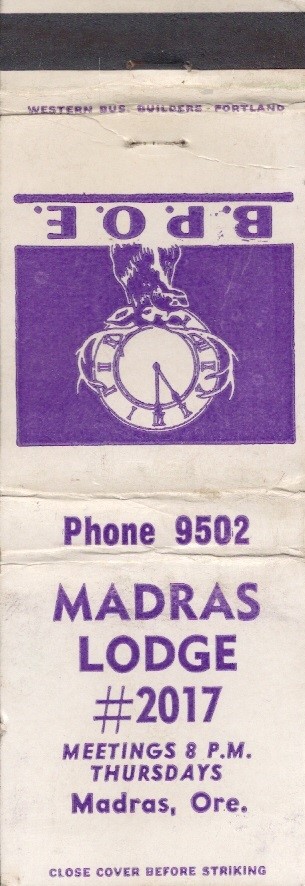 WESTERN BUS. BUILDERS - PORTLAND
B.P.O.E.
Phone 9502
MADRAS
LODGE
#2017
MEETINGS 8 P.M.
THURSDAYS
Madras, Ore.
CLOSE COVER BEFORE STRIKING